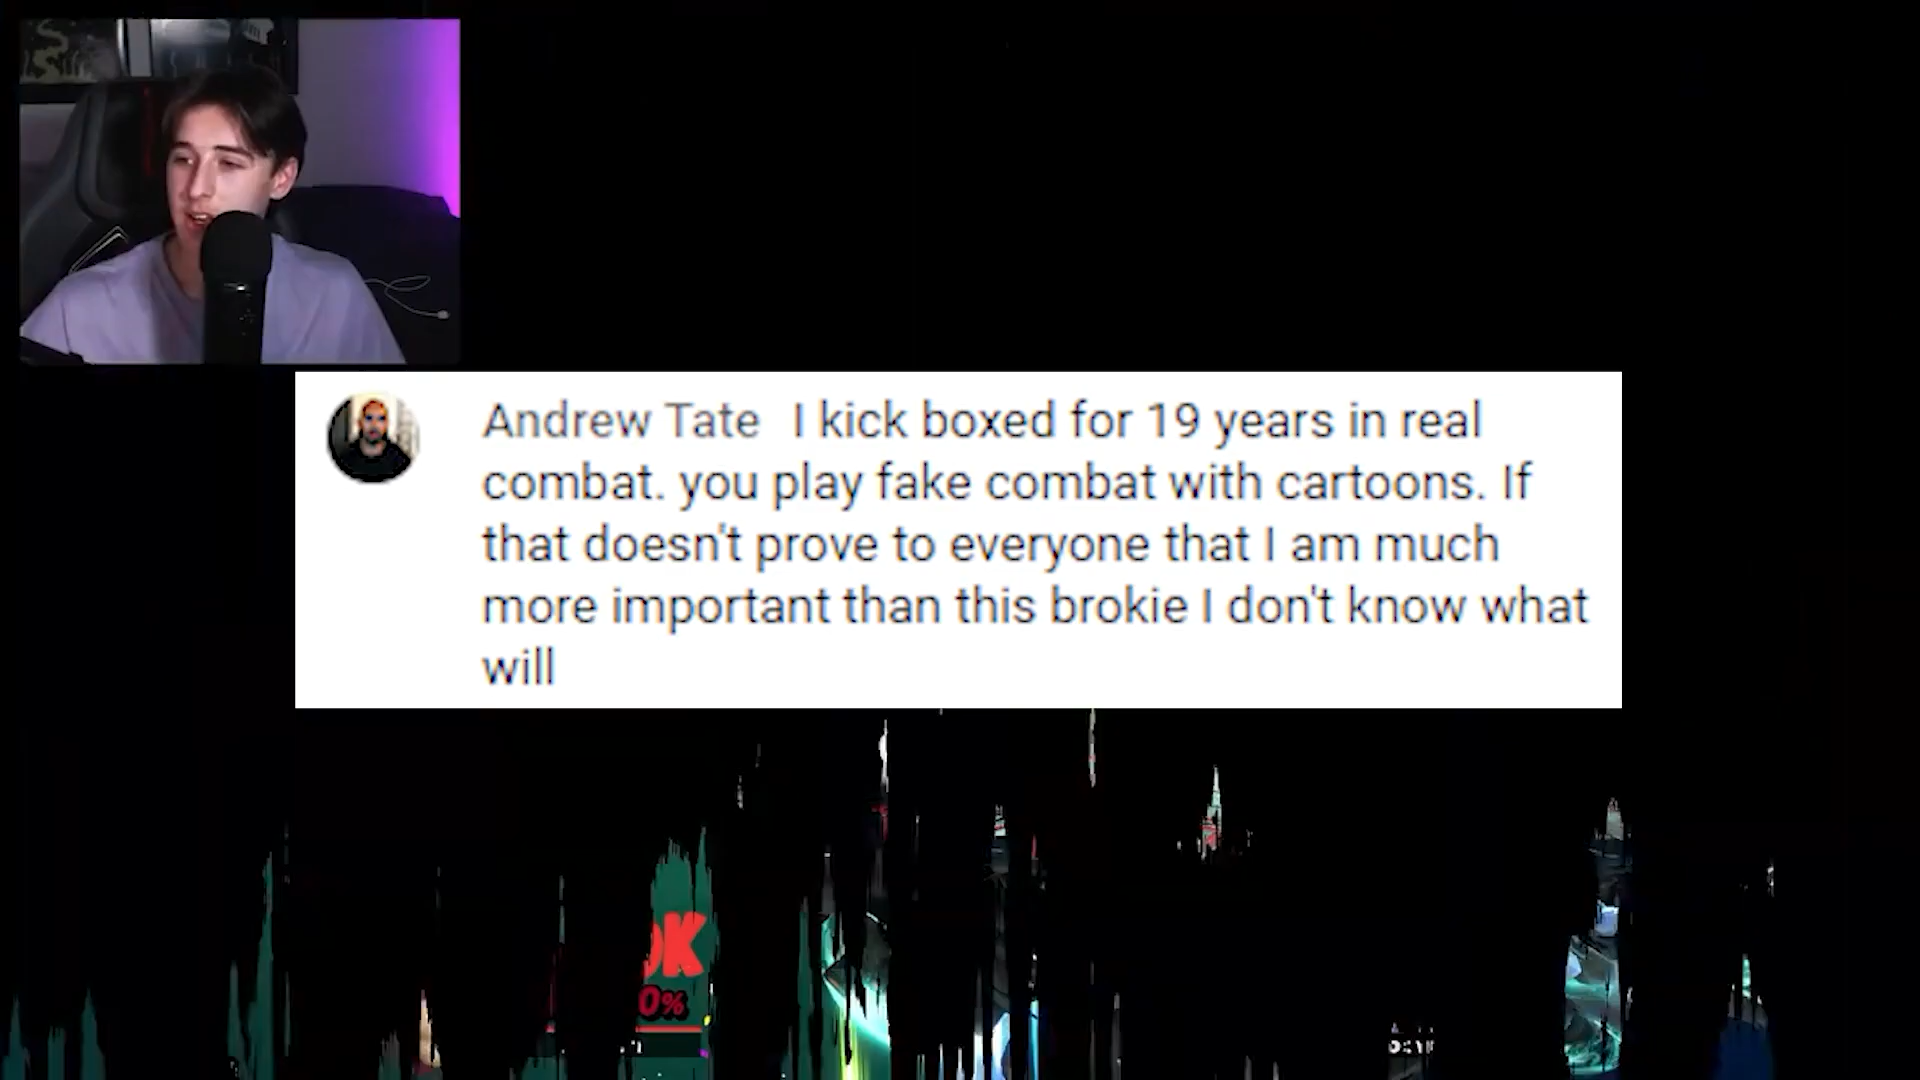 Andrew Tate I kick boxed for 19 years in real
combat. you play fake combat with cartoons. If
that doesn't prove to everyone that I am much
more important than this brokie I don't know what
will
0%